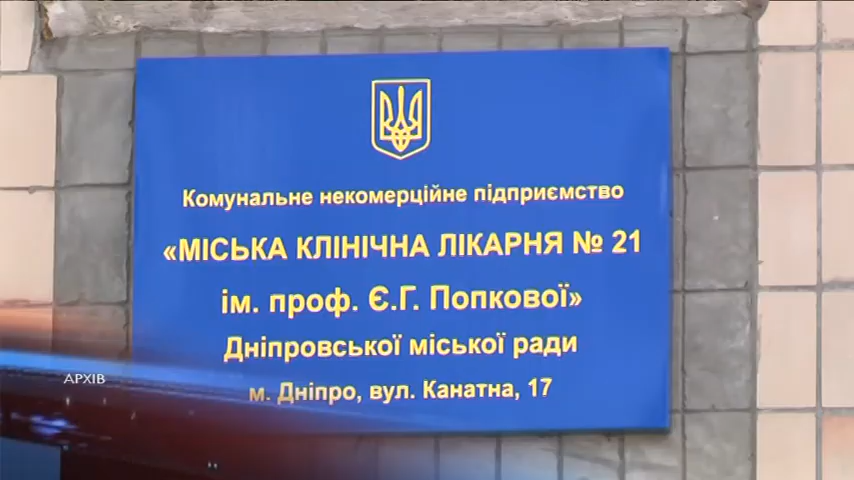 Комунальне некомерційне підприємство
«МІСЬКА КЛІНІЧНА ЛІКАРНЯ № 21
ім. проф. Є.Г. Попкової»
Дніпровської міської ради
м. Дніпро, вул. Канатна, 17
АРХІВ